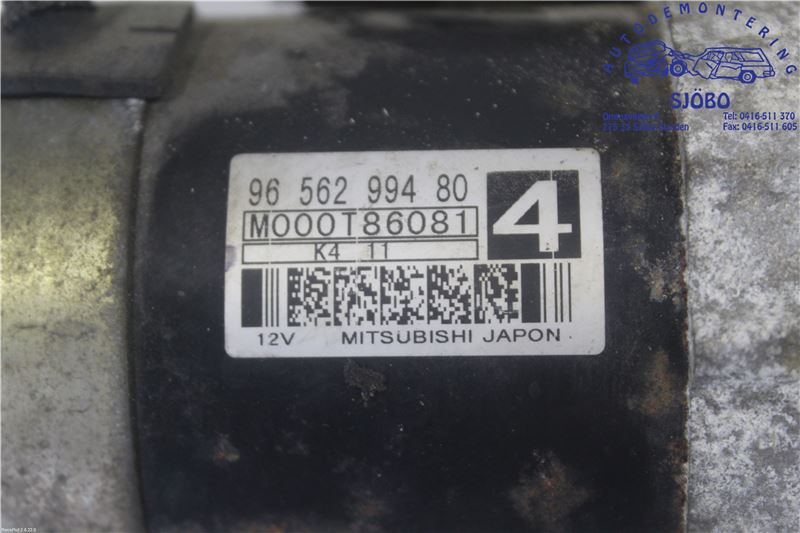 AUTODEMONTERING
SJÖBO
Tel: 0416-511 370
Fax: 0416-511 605
96 562 994 80
4
M000T86081
K4 11
12V MITSUBISHI JAPON